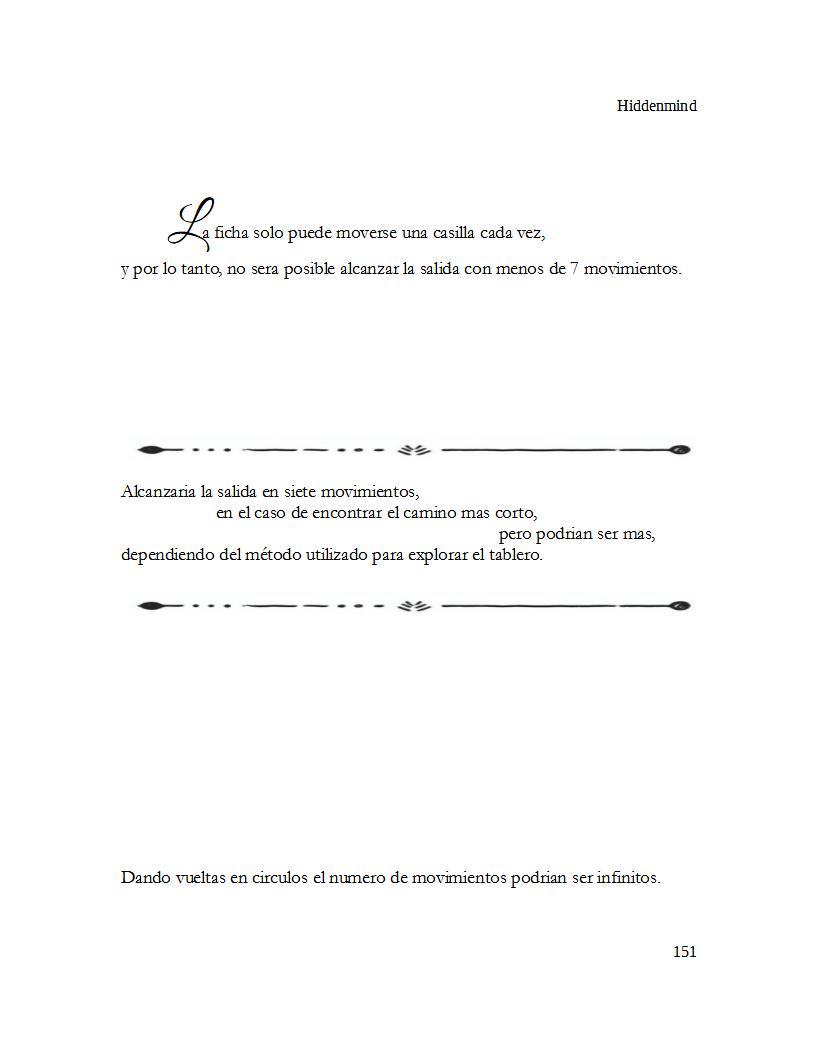 Hiddenmind
La ficha solo puede moverse una casilla cada vez,
y por lo tanto, no sera posible alcanzar la salida con menos de 7 movimientos.
Alcanzaria la salida en siete movimientos,
en el caso de encontrar el camino mas corto,
pero podrian ser mas,
dependiendo del método utilizado para explorar el tablero.
Dando vueltas en circulos el numero de movimientos podrian ser infinitos.
151